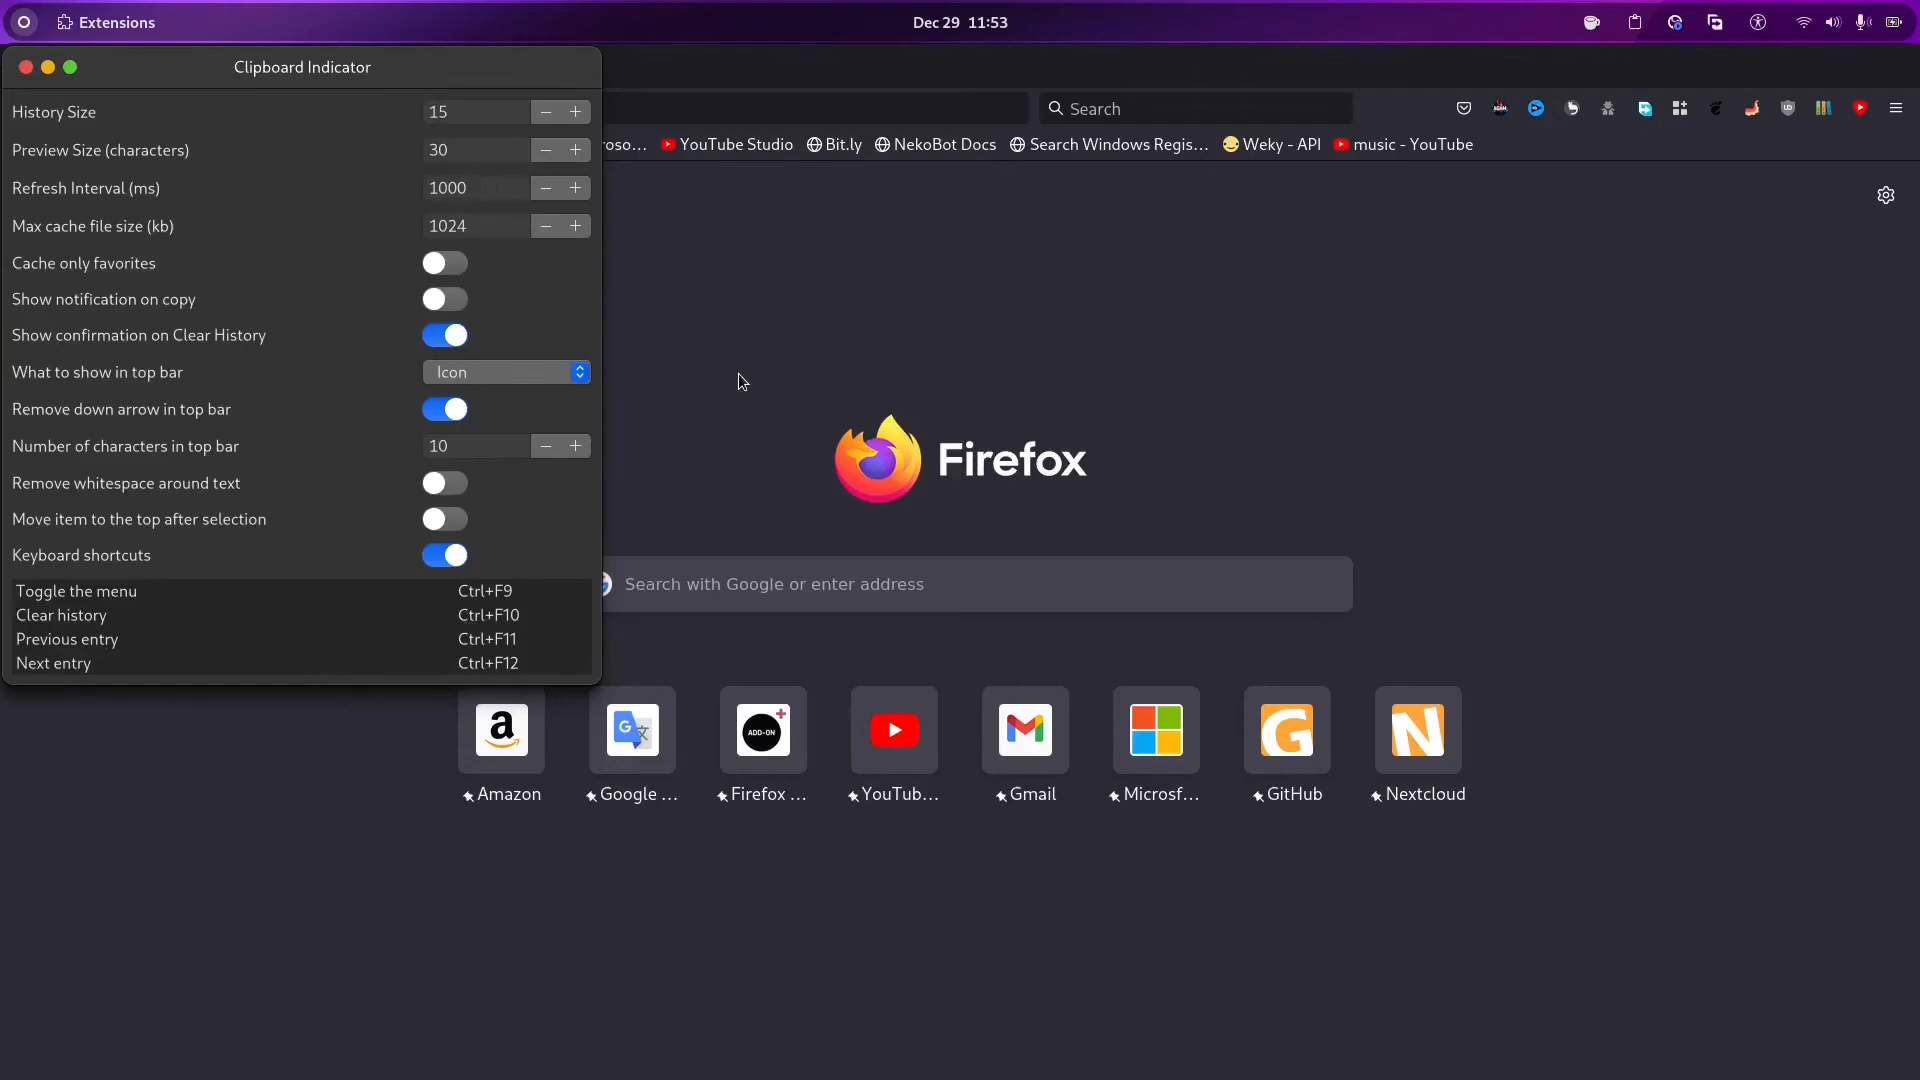 Extensions
Dec 29 11:53
Clipboard Indicator
History Size 15
Preview Size (characters) 30
Refresh Interval (ms) 1000
Max cache file size (kb) 1024
Cache only favorites
Show notification on copy
Show confirmation on Clear History
What to show in top bar Icon
Remove down arrow in top bar
Number of characters in top bar 10
Remove whitespace around text
Move item to the top after selection
Keyboard shortcuts
Toggle the menu Ctrl+F9
Clear history Ctrl+F10
Previous entry Ctrl+F11
Next entry Ctrl+F12
Search
roso... YouTube Studio Bit.ly NekoBot Docs Search Windows Regis... Weky - API music - YouTube
Firefox
Search with Google or enter address
ADD-ON
Amazon Google ... Firefox ... YouTub... Gmail Microsf... GitHub Nextcloud